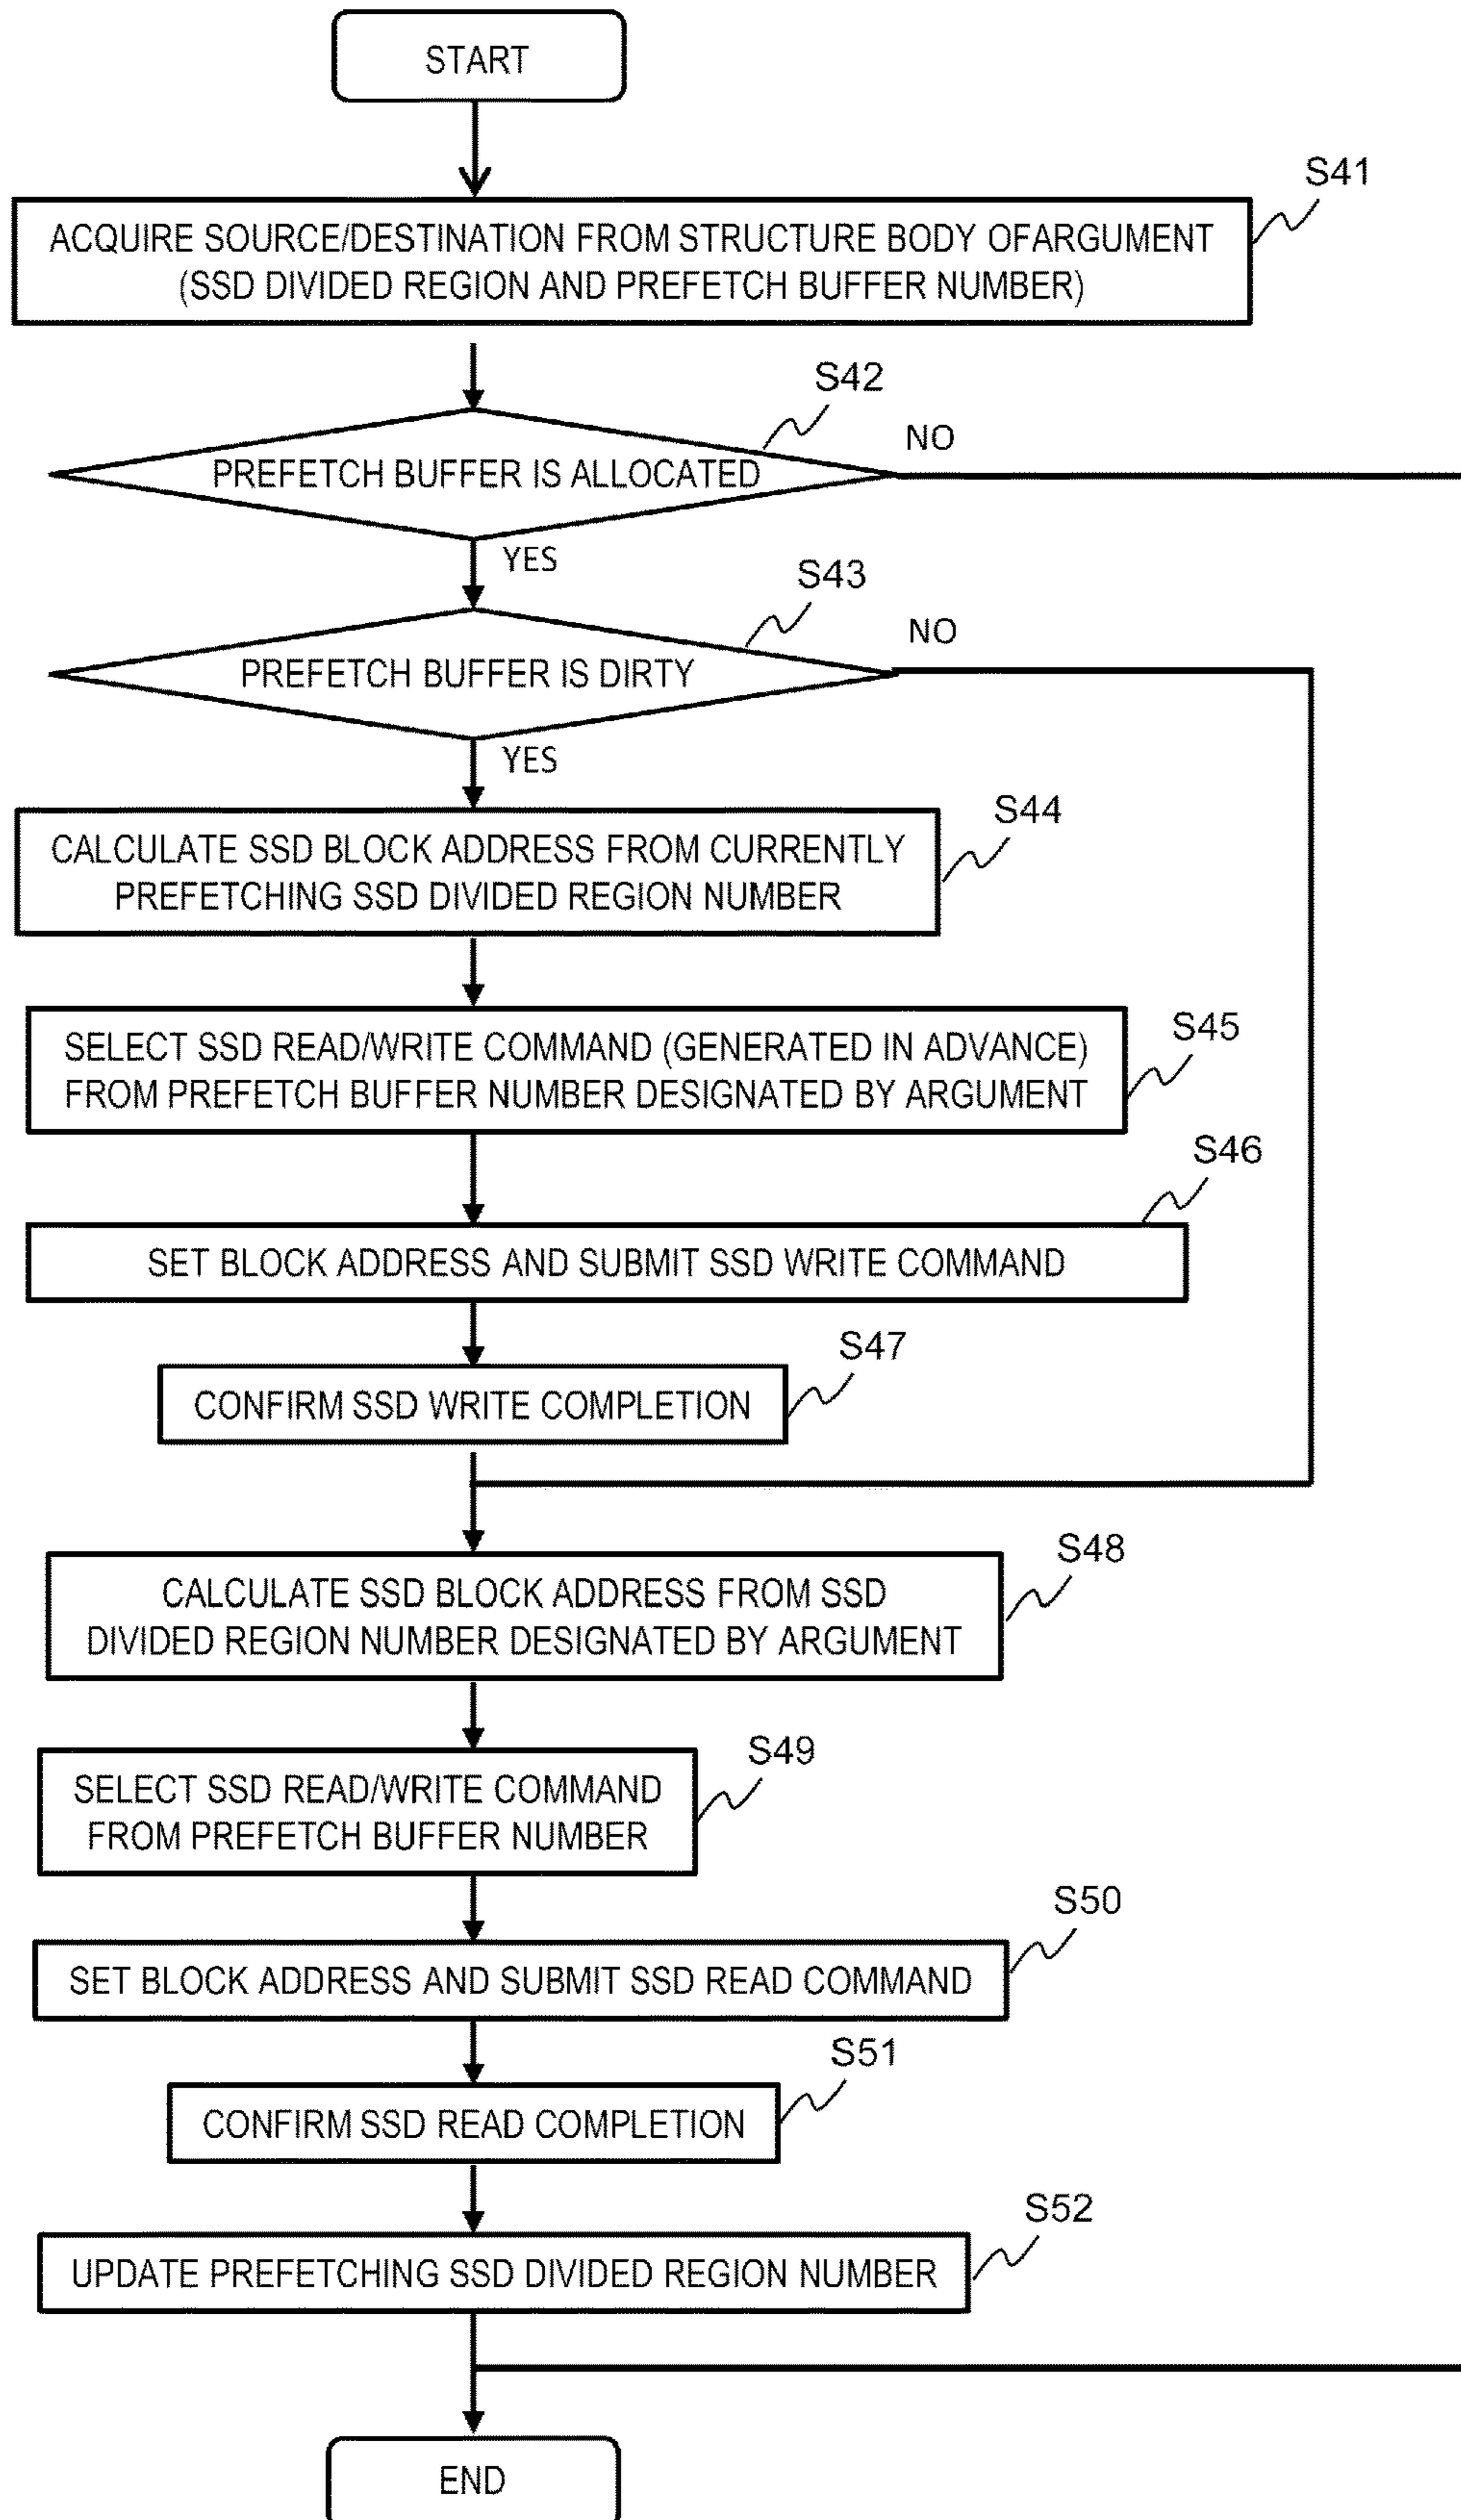 START
S41
ACQUIRE SOURCE/DESTINATION FROM STRUCTURE BODY OFARGUMENT
(SSD DIVIDED REGION AND PREFETCH BUFFER NUMBER)
S42
NO
PREFETCH BUFFER IS ALLOCATED
YES
S43
NO
PREFETCH BUFFER IS DIRTY
YES
S44
CALCULATE SSD BLOCK ADDRESS FROM CURRENTLY
PREFETCHING SSD DIVIDED REGION NUMBER
S45
SELECT SSD READ/WRITE COMMAND (GENERATED IN ADVANCE)
FROM PREFETCH BUFFER NUMBER DESIGNATED BY ARGUMENT
S46
SET BLOCK ADDRESS AND SUBMIT SSD WRITE COMMAND
S47
CONFIRM SSD WRITE COMPLETION
S48
CALCULATE SSD BLOCK ADDRESS FROM SSD
DIVIDED REGION NUMBER DESIGNATED BY ARGUMENT
S49
SELECT SSD READ/WRITE COMMAND
FROM PREFETCH BUFFER NUMBER
S50
SET BLOCK ADDRESS AND SUBMIT SSD READ COMMAND
S51
CONFIRM SSD READ COMPLETION
S52
UPDATE PREFETCHING SSD DIVIDED REGION NUMBER
END